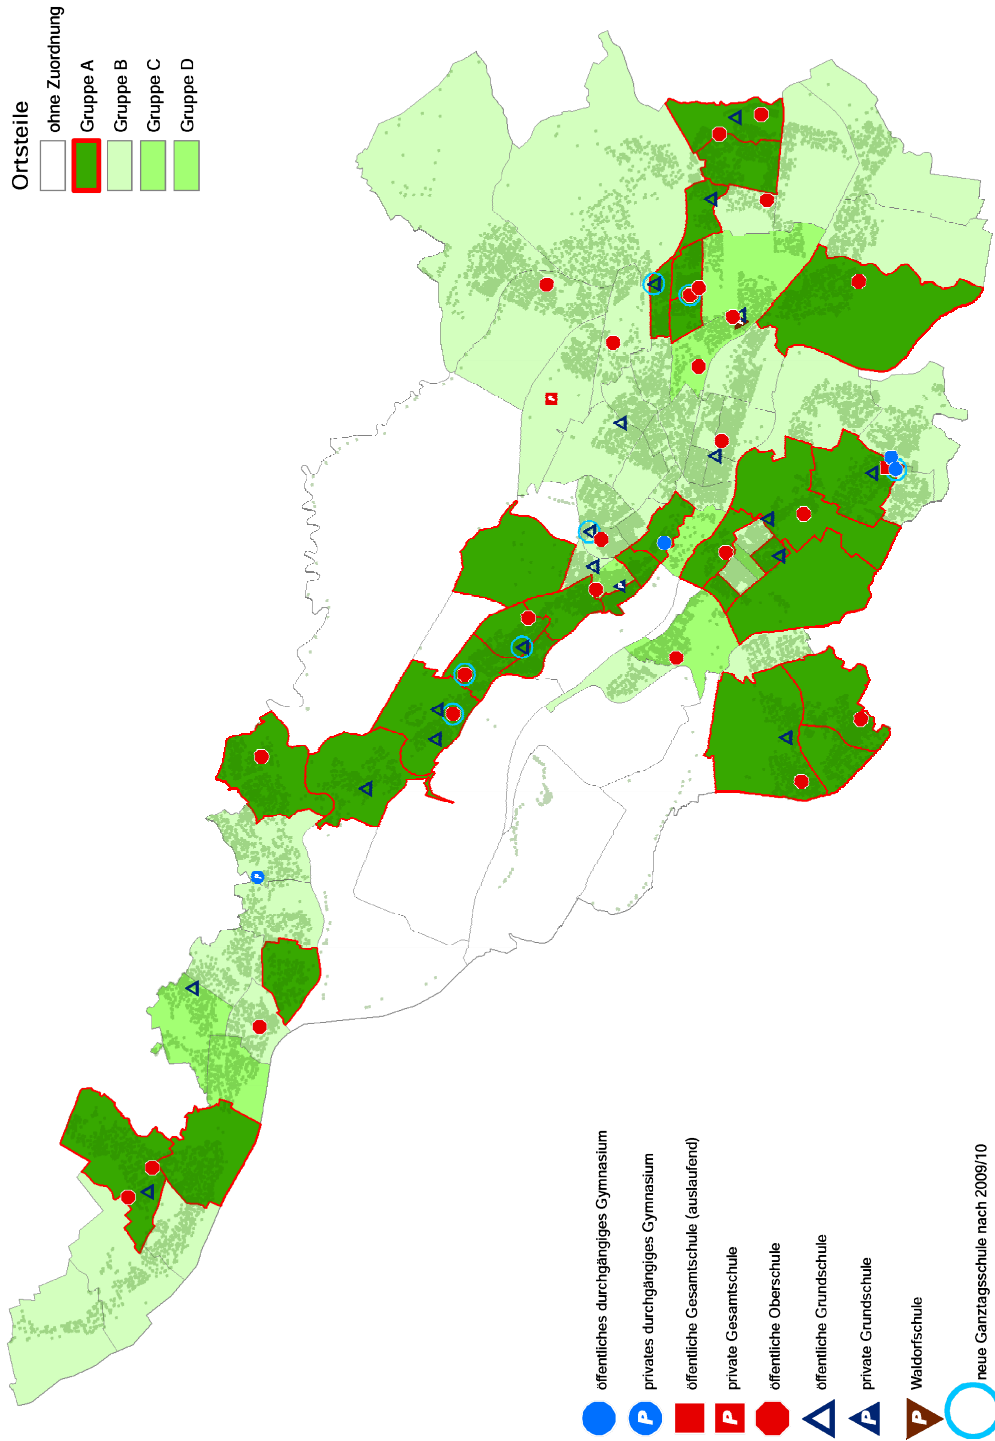 Ortsteile
ohne Zuordnung
Gruppe A
Gruppe B
Gruppe C
Gruppe D
P
P
P
öffentliches durchgängiges Gymnasium
P privates durchgängiges Gymnasium
öffentliche Gesamtschule (auslaufend)
P private Gesamtschule
öffentliche Oberschule
öffentliche Grundschule
P private Grundschule
P Waldorfschule
neue Ganztagsschule nach 2009/10